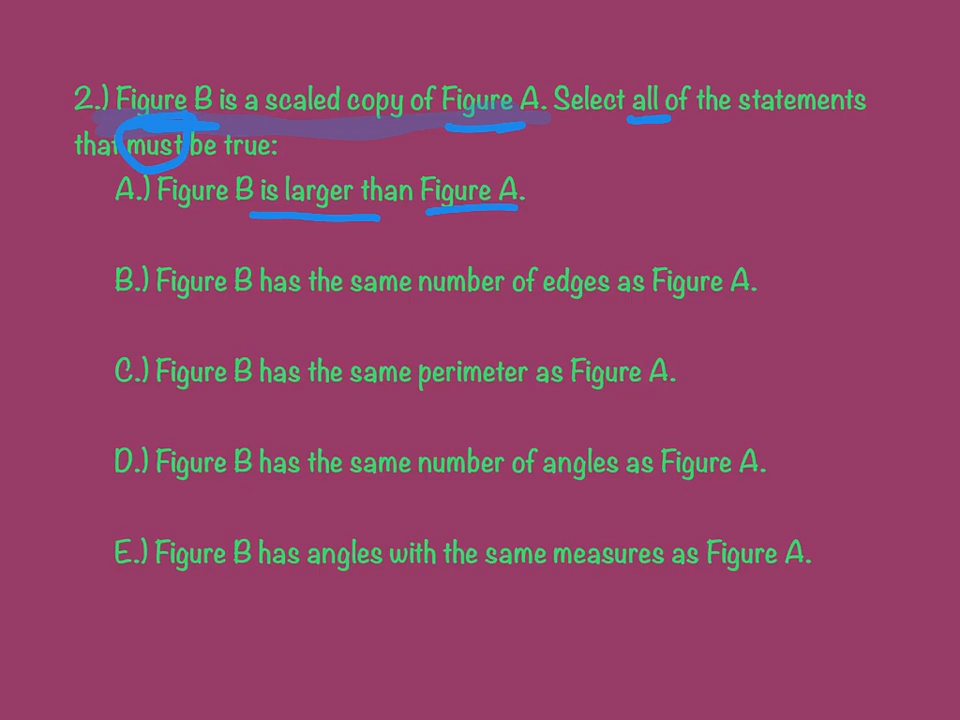 2.) Figure B is a scaled copy of Figure A. Select all of the statements
that must be true:
A.) Figure B is larger than Figure A.
B.) Figure B has the same number of edges as Figure A.
C.) Figure B has the same perimeter as Figure A.
D.) Figure B has the same number of angles as Figure A.
E.) Figure B has angles with the same measures as Figure A.